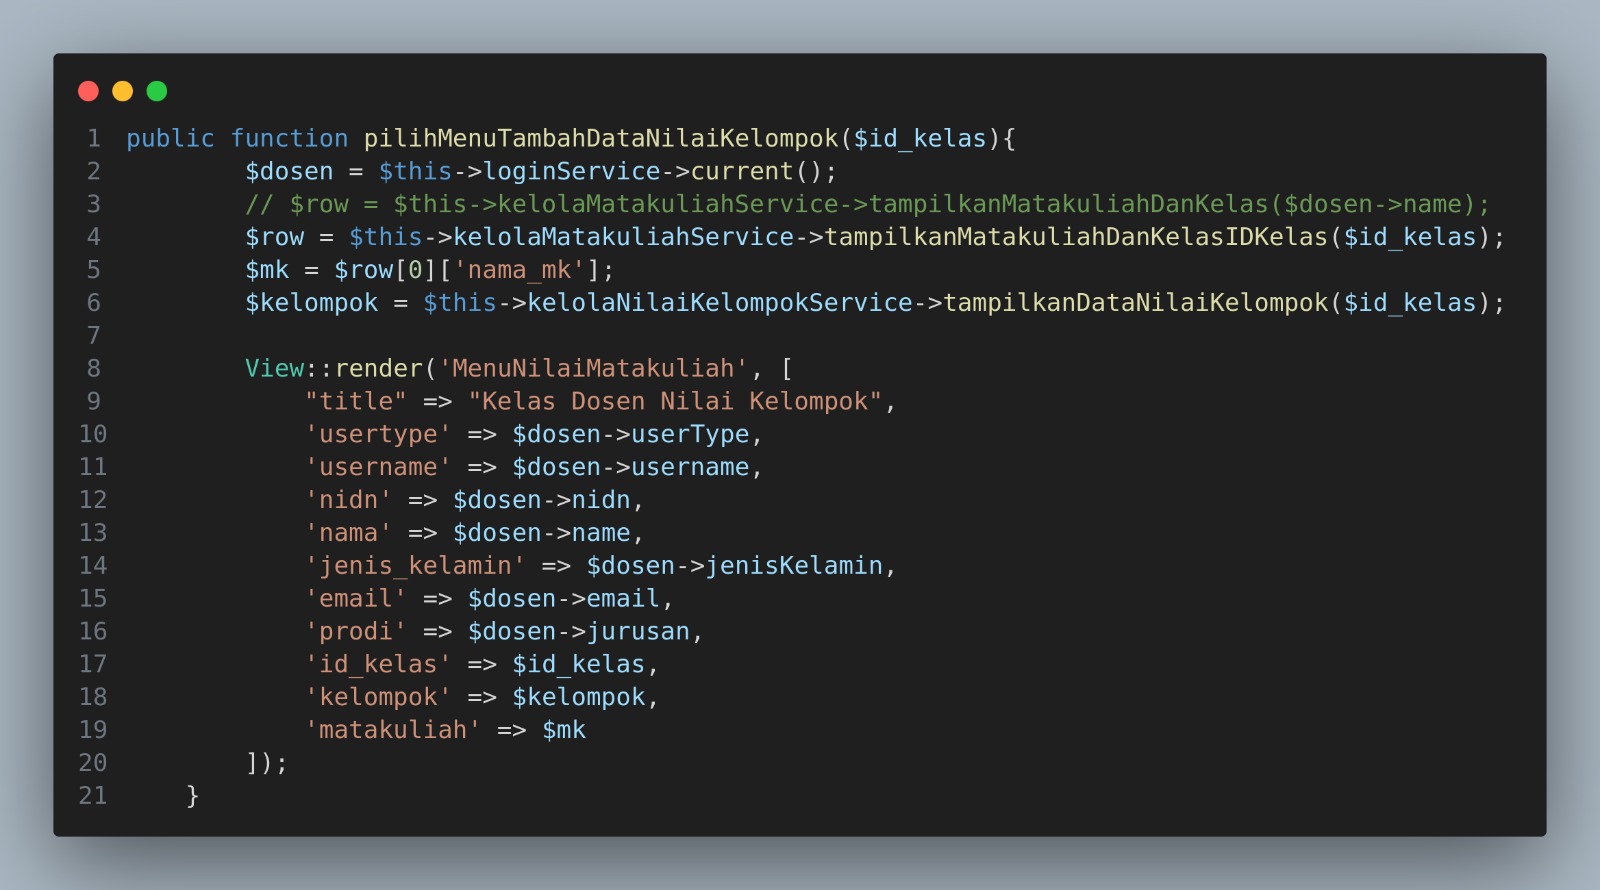 1 public function pilihMenuTambahDataNilaiKelompok($id_kelas){
2         $dosen = $this->loginService->current();
3         // $row = $this->kelolaMatakuliahService->tampilkanMatakuliahDanKelas($dosen->name);
4         $row = $this->kelolaMatakuliahService->tampilkanMatakuliahDanKelasIDKelas($id_kelas);
5         $mk = $row[0]['nama_mk'];
6         $kelompok = $this->kelolaNilaiKelompokService->tampilkanDataNilaiKelompok($id_kelas);
7
8         View::render('MenuNilaiMatakuliah', [
9             "title" => "Kelas Dosen Nilai Kelompok",
10             'usertype' => $dosen->userType,
11             'username' => $dosen->username,
12             'nidn' => $dosen->nidn,
13             'nama' => $dosen->name,
14             'jenis_kelamin' => $dosen->jenisKelamin,
15             'email' => $dosen->email,
16             'prodi' => $dosen->jurusan,
17             'id_kelas' => $id_kelas,
18             'kelompok' => $kelompok,
19             'matakuliah' => $mk
20         ]);
21     }